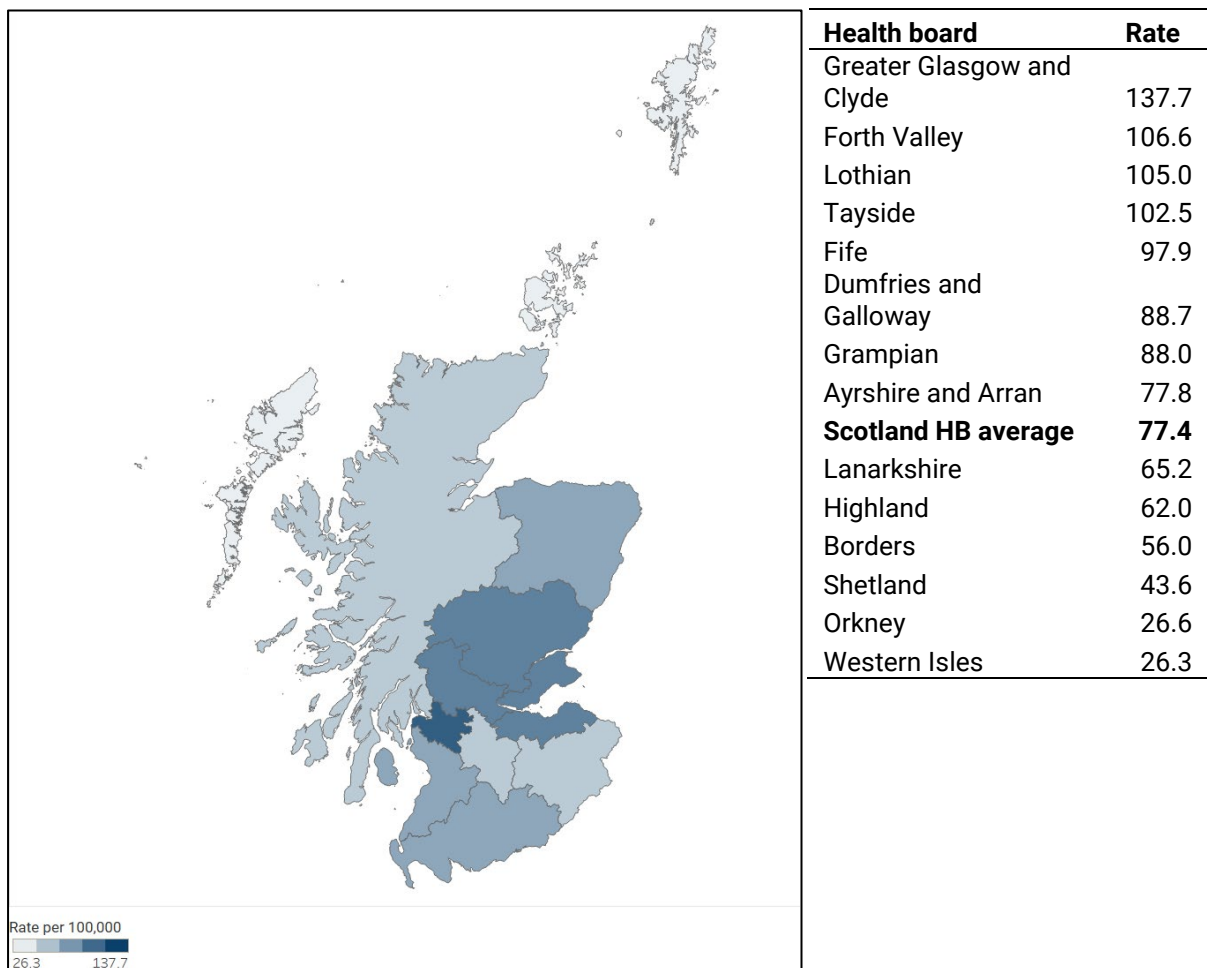 Health board Rate
Greater Glasgow and
Clyde 137.7
Forth Valley 106.6
Lothian 105.0
Tayside 102.5
Fife 97.9
Dumfries and
Galloway 88.7
Grampian 88.0
Ayrshire and Arran 77.8
Scotland HB average 77.4
Lanarkshire 65.2
Highland 62.0
Borders 56.0
Shetland 43.6
Orkney 26.6
Western Isles 26.3
Rate per 100,000
26.3 137.7